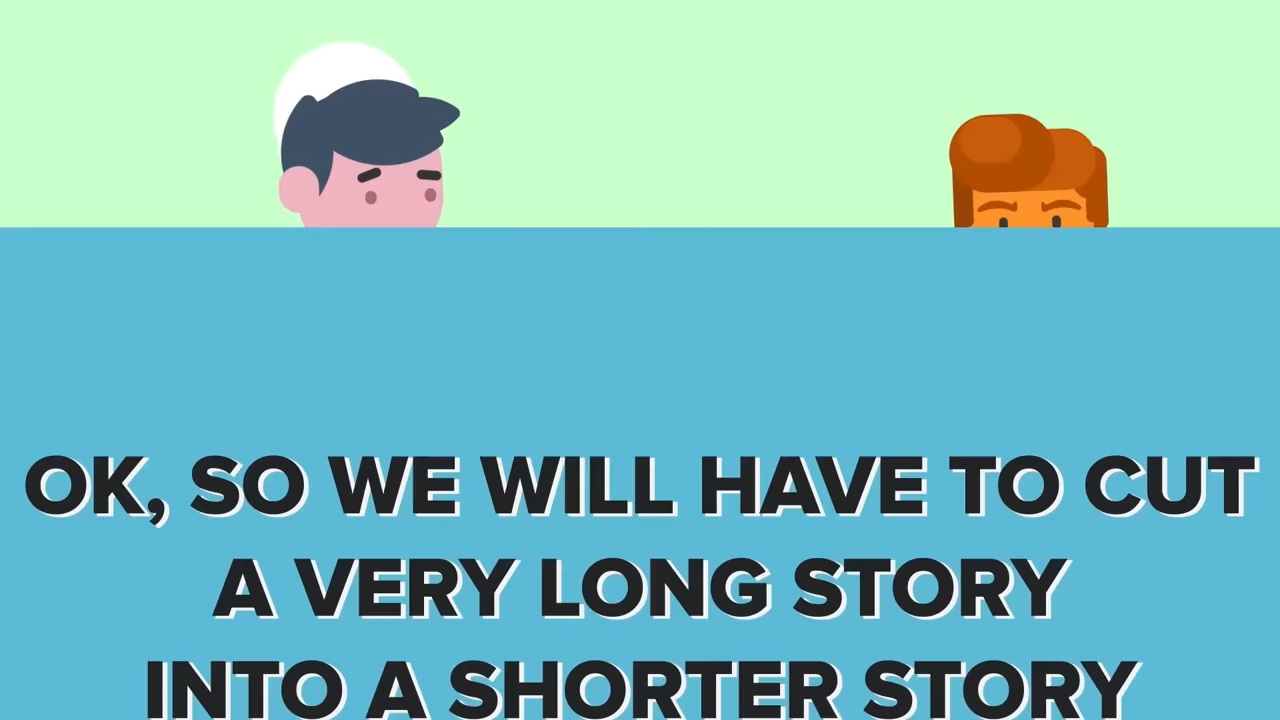 OK, SO WE WILL HAVE TO CUT
A VERY LONG STORY
INTO A SHORTER STORY